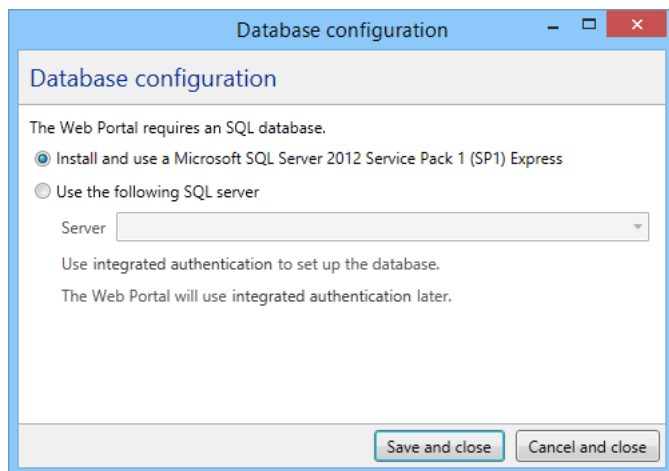 Database configuration
Database configuration
The Web Portal requires an SQL database.
Install and use a Microsoft SQL Server 2012 Service Pack 1 (SP1) Express
Use the following SQL server
Server
Use integrated authentication to set up the database.
The Web Portal will use integrated authentication later.
Save and close Cancel and close